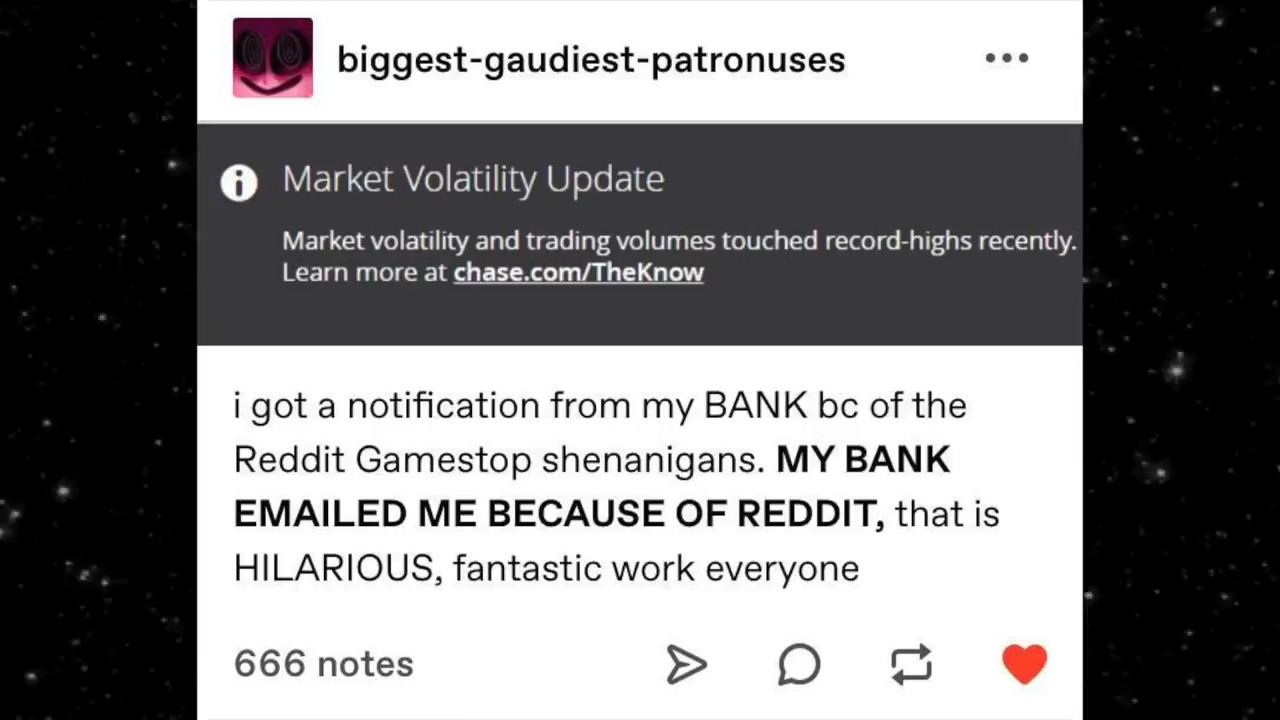 biggest-gaudiest-patronuses
Market Volatility Update
Market volatility and trading volumes touched record-highs recently.
Learn more at chase.com/TheKnow
i got a notification from my BANK bc of the
Reddit Gamestop shenanigans. MY BANK
EMAILED ME BECAUSE OF REDDIT, that is
HILARIOUS, fantastic work everyone
666 notes